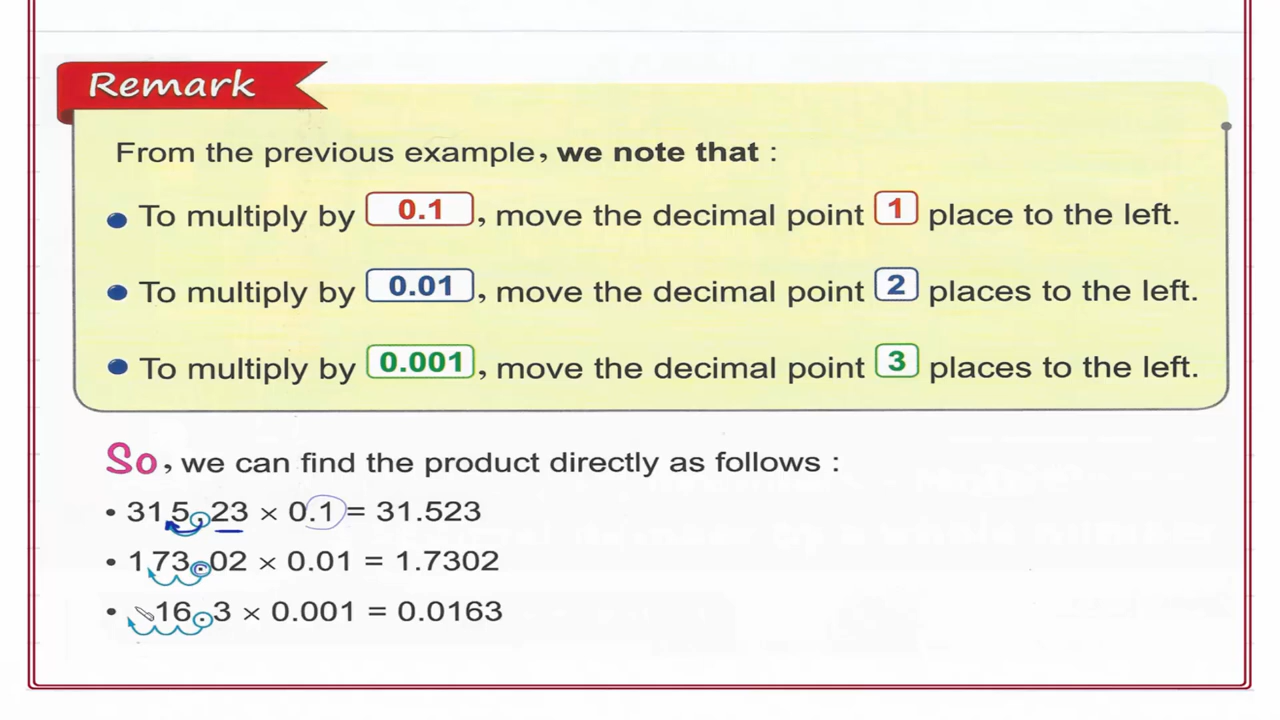 Remark
From the previous example, we note that :
• To multiply by 0.1 , move the decimal point 1 place to the left.
• To multiply by 0.01 , move the decimal point 2 places to the left.
• To multiply by 0.001 , move the decimal point 3 places to the left.
So, we can find the product directly as follows :
• 315.23 × 0.1 = 31.523
• 173.02 × 0.01 = 1.7302
• 16.3 × 0.001 = 0.0163